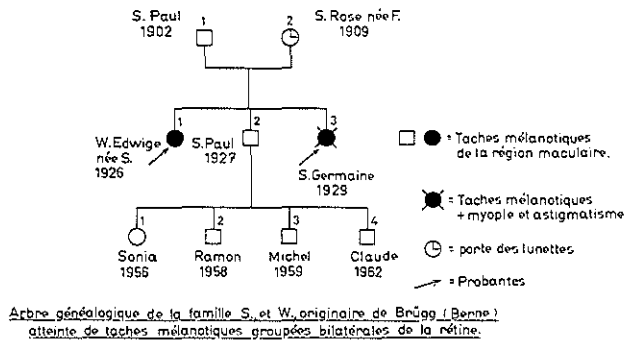 1 2
S. Paul S. Rose née F.
1902 1909
1 2 3
W. Edwige S. Paul
née S. 1927
1926
S. Germaine
1929
= Taches mélanotiques
de la région maculaire.
= Taches mélanotiques
+ myopie et astigmatisme
= porte des lunettes
= Probantes
1 2 3 4
Sonia Ramon Michel Claude
1956 1958 1959 1962
Arbre généalogique de la famille S. et W. originaire de Brügg (Berne)
atteinte de taches mélanotiques groupées bilatérales de la rétine.